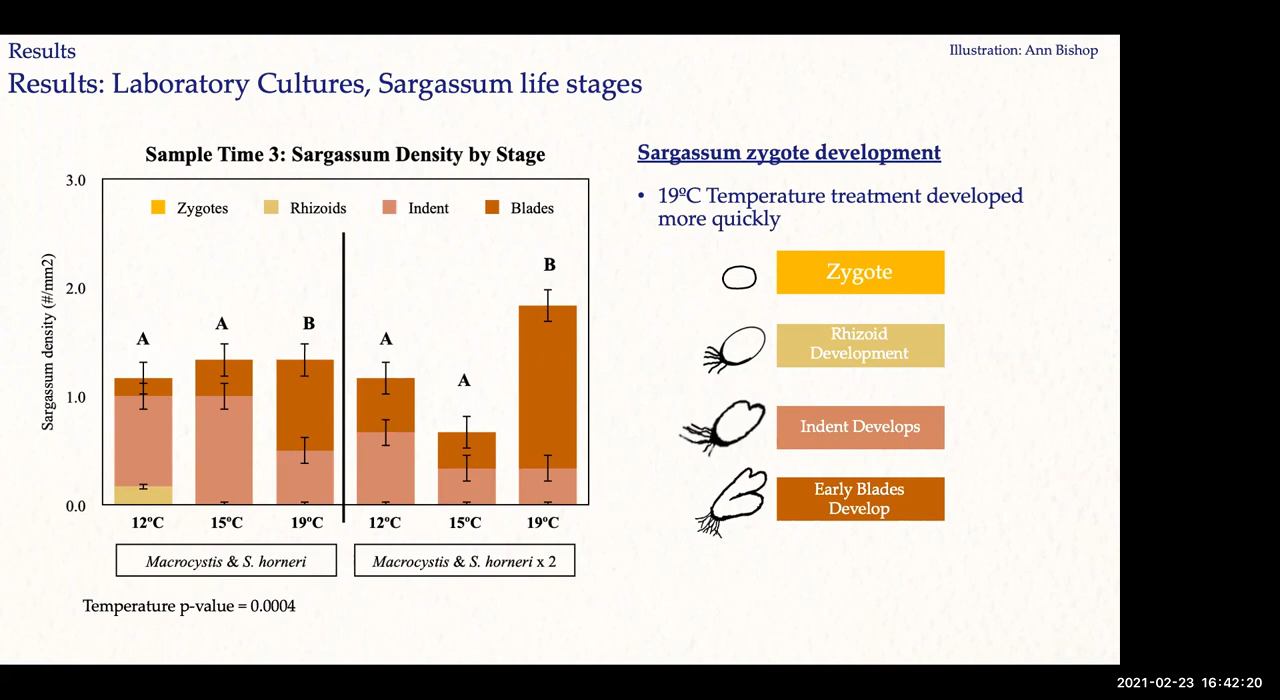 Results
Illustration: Ann Bishop
Results: Laboratory Cultures, Sargassum life stages
Sample Time 3: Sargassum Density by Stage
3.0
2.0
1.0
0.0
Sargassum density (#/mm2)
Zygotes
Rhizoids
Indent
Blades
A
A
B
A
A
B
12ºC
15ºC
19ºC
12ºC
15ºC
19ºC
Macrocystis & S. horneri
Macrocystis & S. horneri x 2
Temperature p-value = 0.0004
Sargassum zygote development
• 19ºC Temperature treatment developed
more quickly
Zygote
Rhizoid
Development
Indent Develops
Early Blades
Develop
2021-02-23 16:42:20